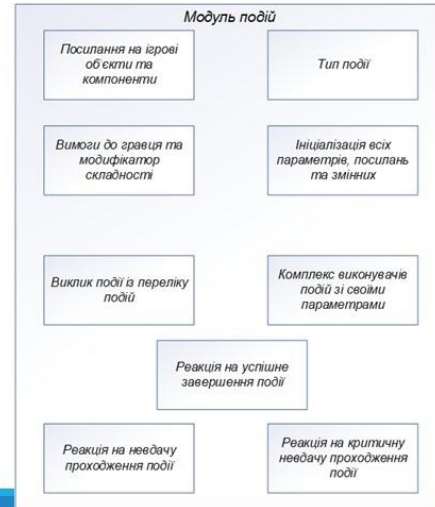 Модуль подій
Посилання на ігрові
об'єкти та
компоненти
Тип події
Вимоги до гравця та
модифікатор
складності
Ініціалізація всіх
параметрів, посилань
та змінних
Виклик події із переліку
подій
Комплекс виконувачів
подій зі своїми
параметрами
Реакція на успішне
завершення події
Реакція на невдачу
проходження події
Реакція на критичну
невдачу проходження
події